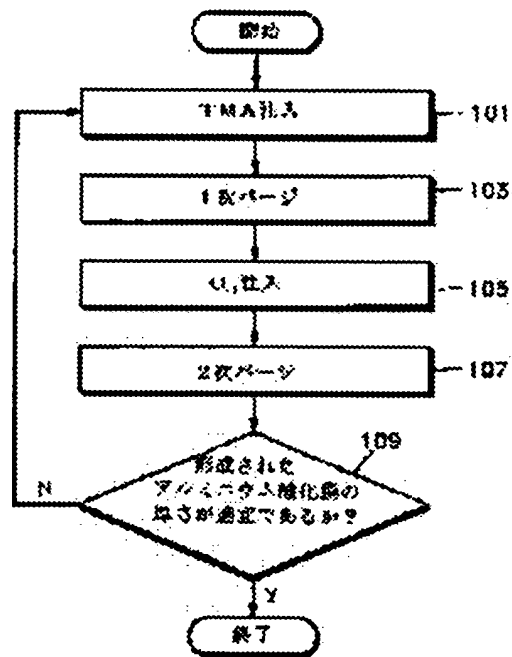 開始
TMA注入
101
1次パージ
103
O₃注入
105
2次パージ
107
109
形成された
アルミニウム酸化膜の
厚さが適正であるか?
N
Y
終了